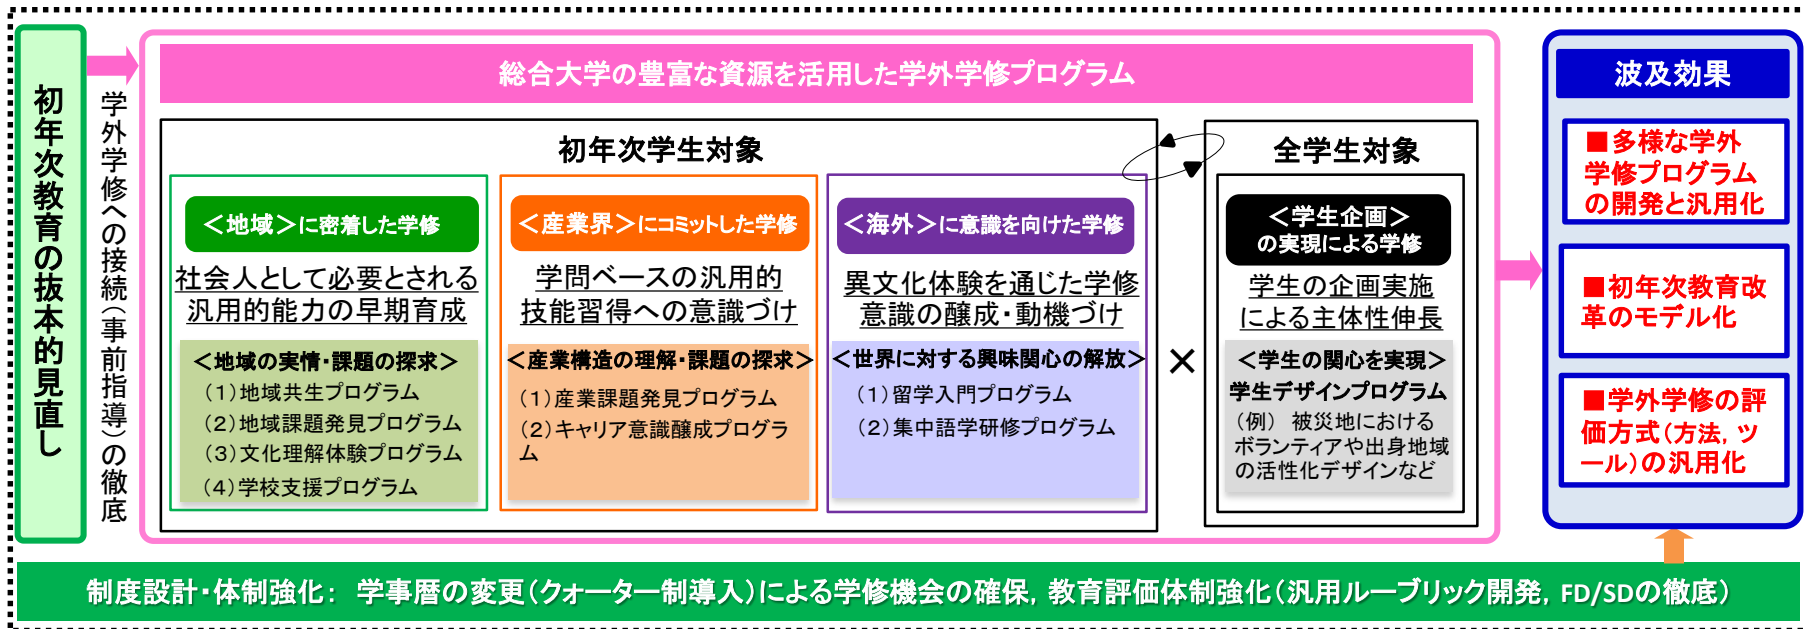 初年次教育の抜本的見直し
学外学修への接続（事前指導）の徹底
総合大学の豊富な資源を活用した学外学修プログラム
初年次学生対象
＜地域＞に密着した学修
社会人として必要とされる
汎用的能力の早期育成
＜地域の実情・課題の探求＞
（１）地域共生プログラム
（２）地域課題発見プログラム
（３）文化理解体験プログラム
（４）学校支援プログラム
＜産業界＞にコミットした学修
学問ベースの汎用的
技能習得への意識づけ
＜産業構造の理解・課題の探求＞
（１）産業課題発見プログラム
（２）キャリア意識醸成プログラ
ム
＜海外＞に意識を向けた学修
異文化体験を通じた学修
意識の醸成・動機づけ
＜世界に対する興味関心の解放＞
（１）留学入門プログラム
（２）集中語学研修プログラム
×
全学生対象
＜学生企画＞
の実現による学修
学生の企画実施
による主体性伸長
＜学生の関心を実現＞
学生デザインプログラム
（例）　被災地における
ボランティアや出身地域
の活性化デザインなど
波及効果
■多様な学外
学修プログラム
の開発と汎用化
■初年次教育改
革のモデル化
■学外学修の評
価方式（方法，ツ
ール）の汎用化
制度設計・体制強化：　学事暦の変更（クォーター制導入）による学修機会の確保，教育評価体制強化（汎用ルーブリック開発，FD/SDの徹底）